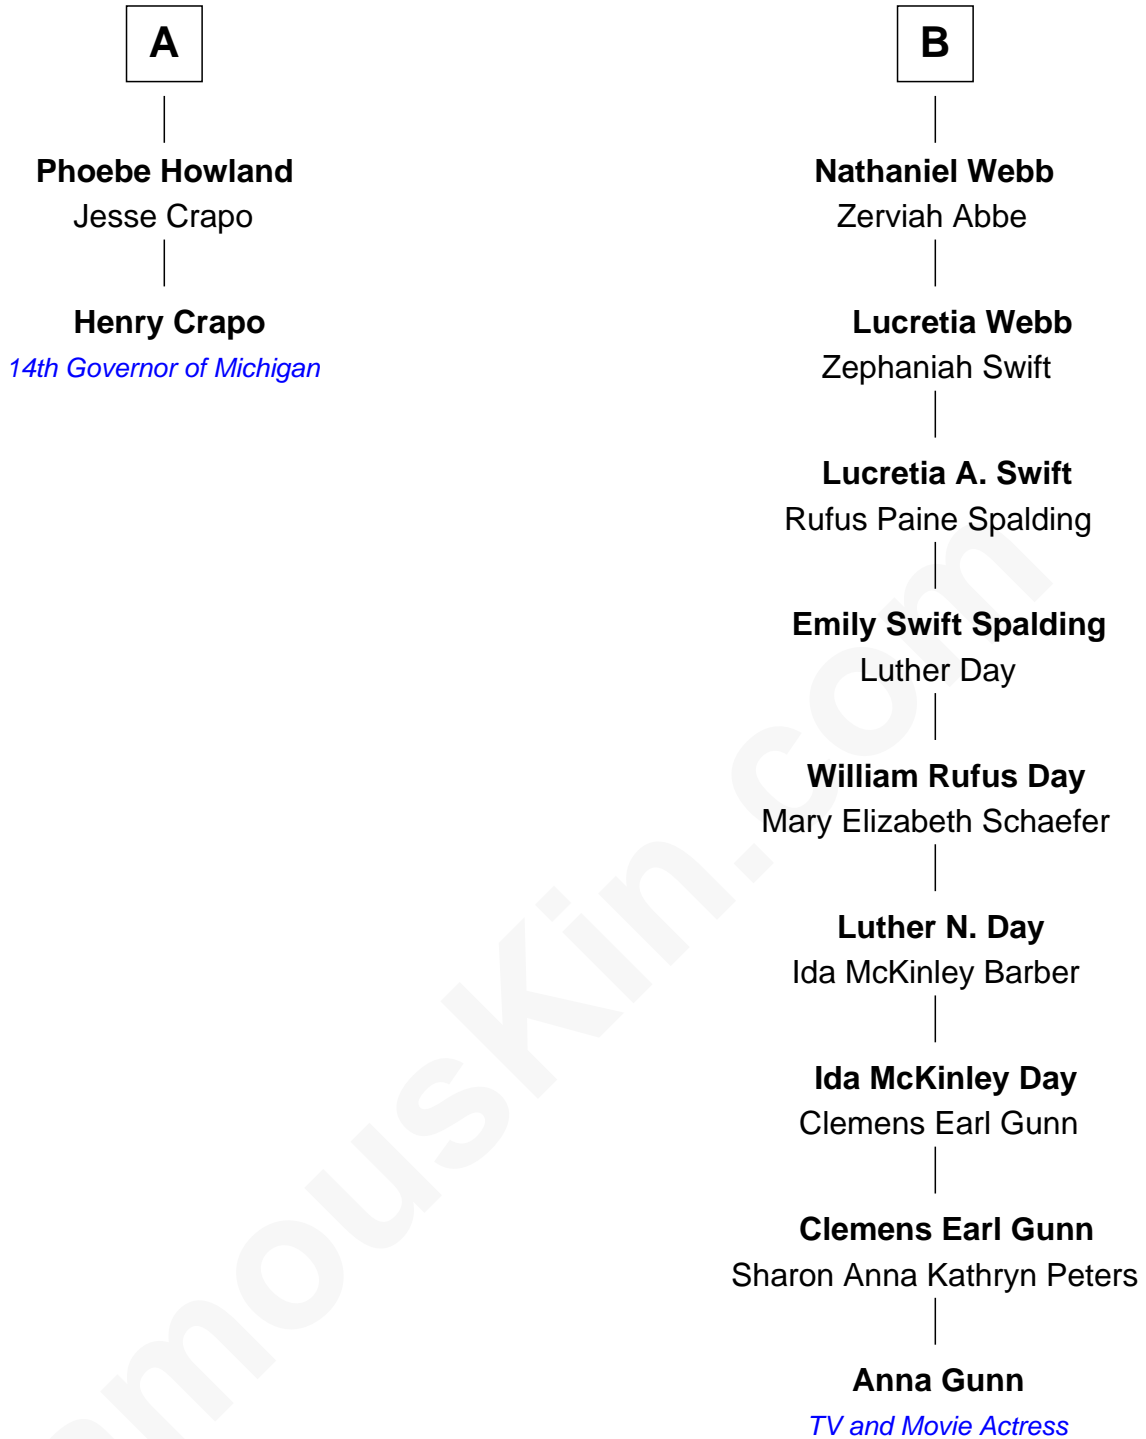 A
Phoebe Howland
Jesse Crapo
Henry Crapo
14th Governor of Michigan
B
Nathaniel Webb
Zerviah Abbe
Lucretia Webb
Zephaniah Swift
Lucretia A. Swift
Rufus Paine Spalding
Emily Swift Spalding
Luther Day
William Rufus Day
Mary Elizabeth Schaefer
Luther N. Day
Ida McKinley Barber
Ida McKinley Day
Clemens Earl Gunn
Clemens Earl Gunn
Sharon Anna Kathryn Peters
Anna Gunn
TV and Movie Actress
amouskin.com